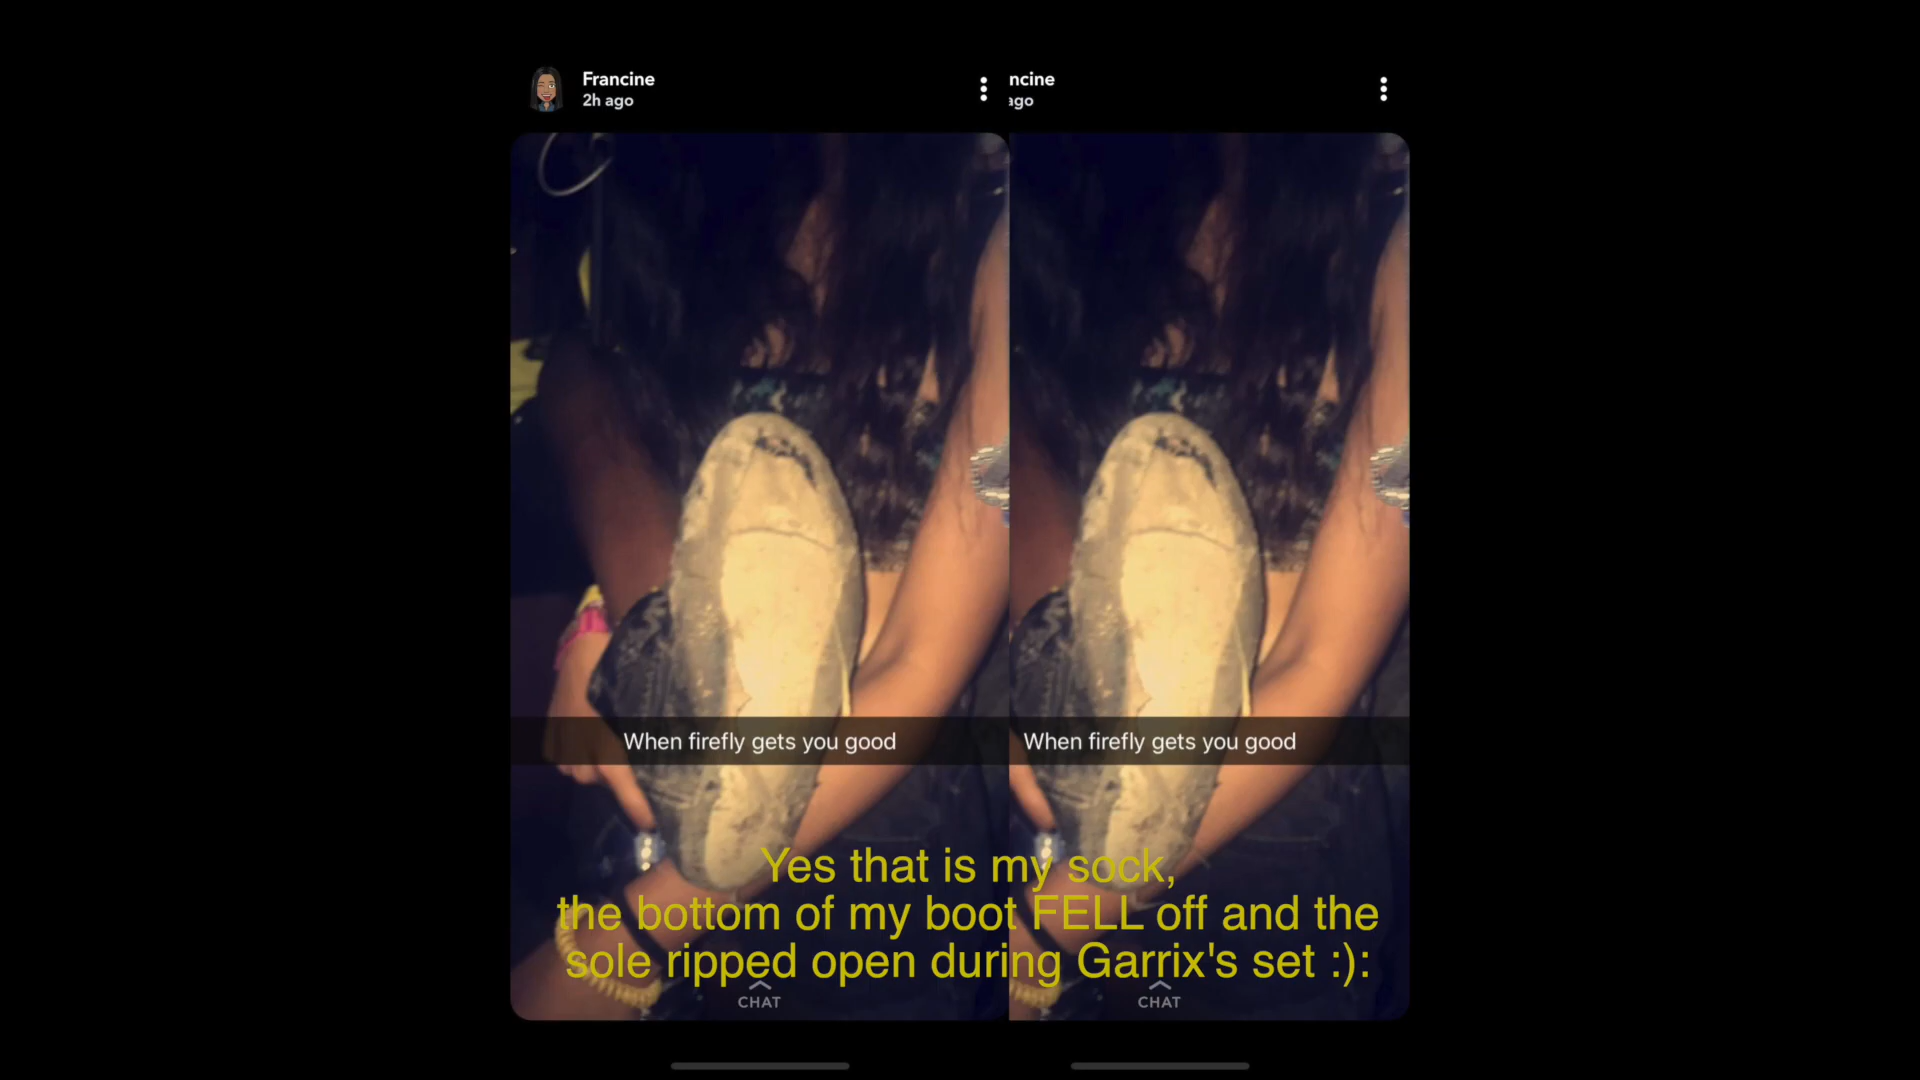 Francine
2h ago
ncine
ago
When firefly gets you good
When firefly gets you good
Yes that is my sock,
the bottom of my boot FELL off and the
sole ripped open during Garrix's set :):
CHAT
CHAT